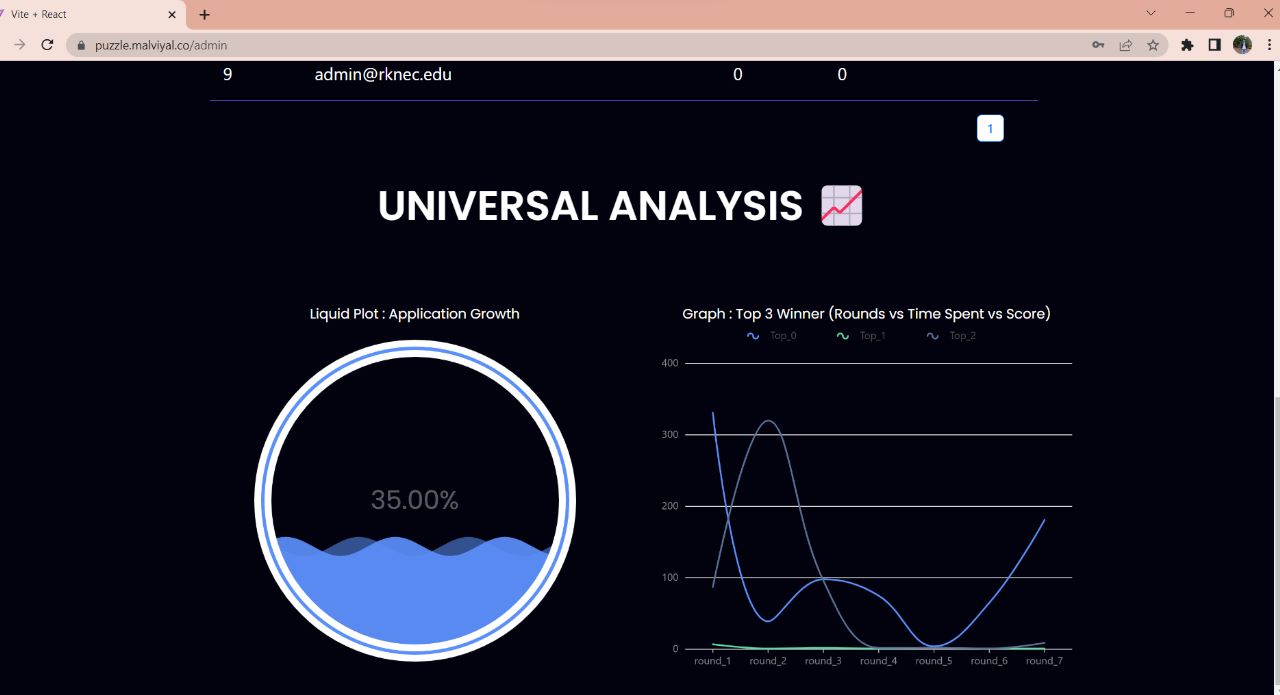 Vite + React
puzzle.malviyal.co/admin
9 admin@rknec.edu 0 0
1
UNIVERSAL ANALYSIS
Liquid Plot : Application Growth
35.00%
Graph : Top 3 Winner (Rounds vs Time Spent vs Score)
Top_0 Top_1 Top_2
400
300
200
100
0
round_1 round_2 round_3 round_4 round_5 round_6 round_7